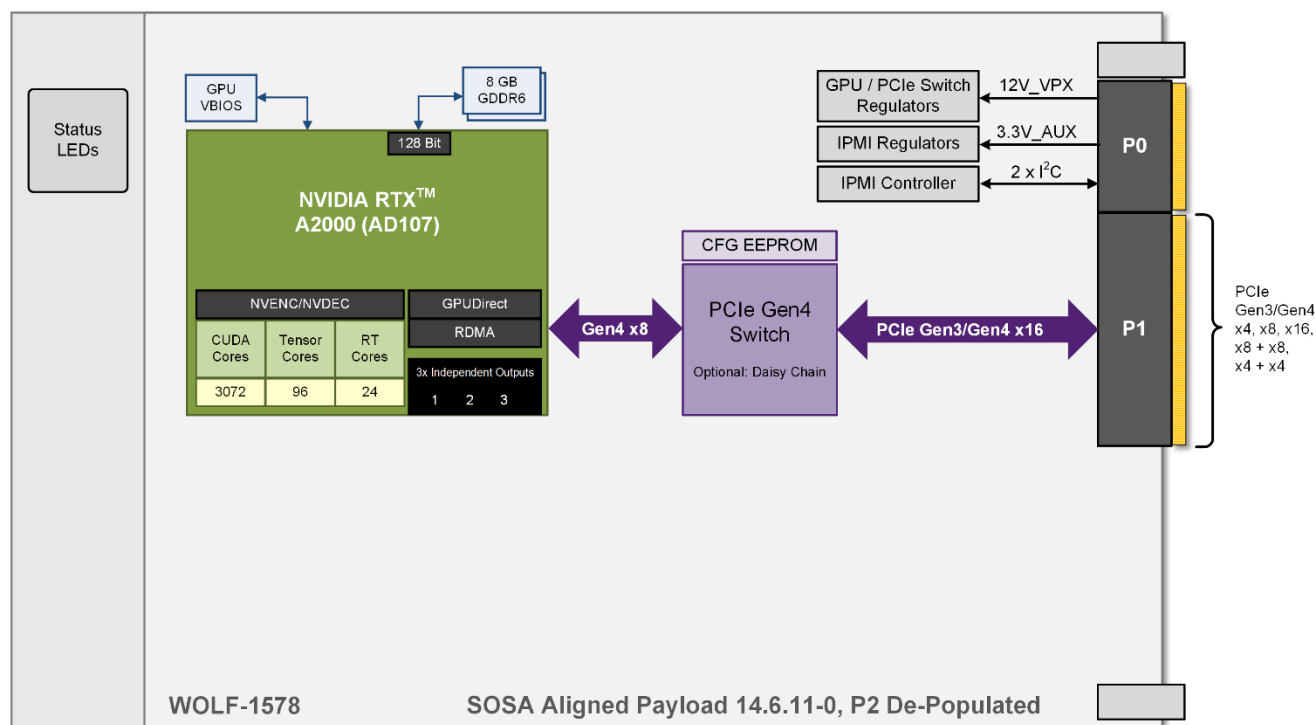 Status
LEDs
GPU
VBIOS
8 GB
GDDR6
128 Bit
NVIDIA RTX™
A2000 (AD107)
NVENC/NVDEC
CUDA
Cores
Tensor
Cores
RT
Cores
3072
96
24
GPUDirect
RDMA
3x Independent Outputs
1 2 3
Gen4 x8
CFG EEPROM
PCIe Gen4
Switch
Optional: Daisy Chain
PCIe Gen3/Gen4 x16
GPU / PCIe Switch
Regulators
12V_VPX
IPMI Regulators
3.3V_AUX
IPMI Controller
2 x I²C
P0
P1
PCIe
Gen3/Gen4
x4, x8, x16,
x8 + x8,
x4 + x4
WOLF-1578
SOSA Aligned Payload 14.6.11-0, P2 De-Populated